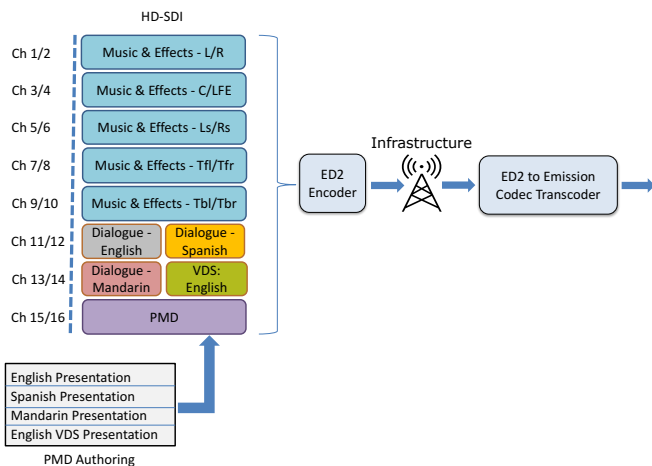 HD-SDI
Ch 1/2
Music & Effects - L/R
Ch 3/4
Music & Effects - C/LFE
Ch 5/6
Music & Effects - Ls/Rs
Ch 7/8
Music & Effects - Tfl/Tfr
Ch 9/10
Music & Effects - Tbl/Tbr
Ch 11/12
Dialogue -
English
Dialogue -
Spanish
Ch 13/14
Dialogue -
Mandarin
VDS:
English
Ch 15/16
PMD
ED2
Encoder
Infrastructure
ED2 to Emission
Codec Transcoder
English Presentation
Spanish Presentation
Mandarin Presentation
English VDS Presentation
PMD Authoring